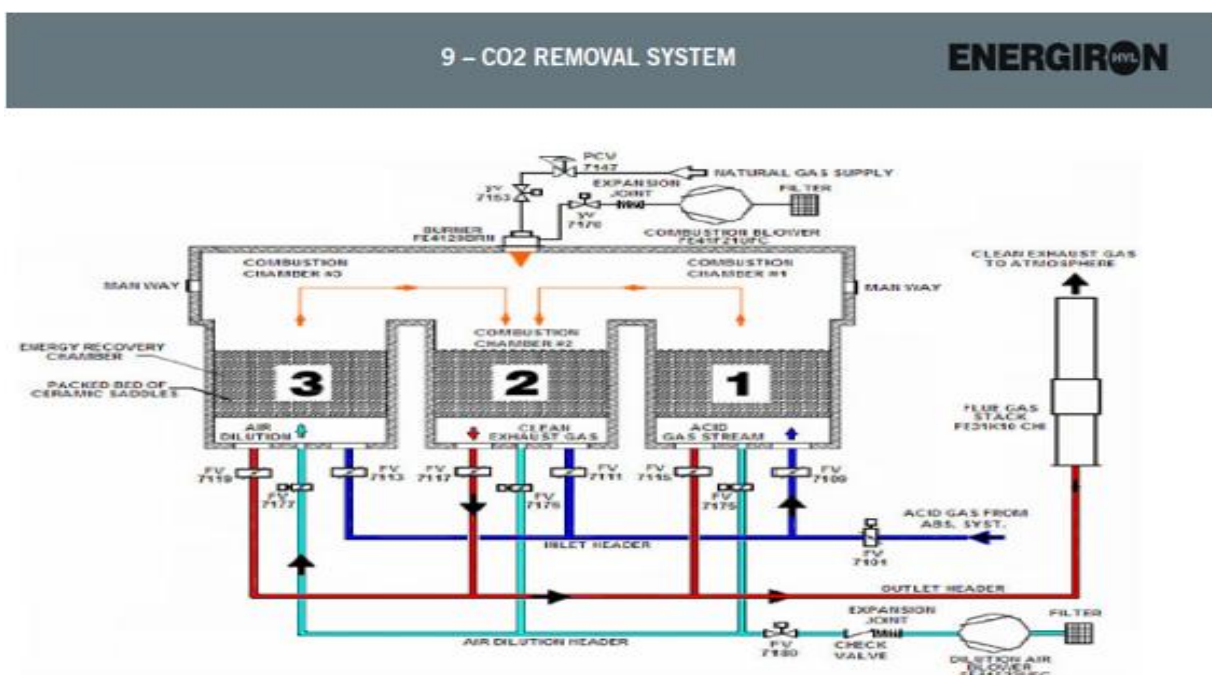 9 – CO2 REMOVAL SYSTEM
ENERGIRON
HYL
PCV
7147
NATURAL GAS SUPPLY
YV
7153
EXPANSION
JOINT
FILTER
YV
7170
BURNER
COMBUSTION BLOWER
COMBUSTION
CHAMBER #3
COMBUSTION
CHAMBER #1
CLEAN EXHAUST GAS
TO ATMOSPHERE
MAN WAY
MAN WAY
COMBUSTION
CHAMBER #2
ENERGY RECOVERY
CHAMBER
3
2
1
PACKED BED OF
CERAMIC SADDLES
FLUE GAS
STACK
AIR
DILUTION
CLEAN
EXHAUST GAS
ACID
GAS STREAM
FV
7119
FV
7177
FV
7113
FV
7117
FV
7176
FV
7111
FV
7115
FV
7175
FV
7109
ACID GAS FROM
ABS. SYST.
INLET HEADER
FV
7101
OUTLET HEADER
EXPANSION
JOINT
FILTER
AIR DILUTION HEADER
FV
7180
CHECK
VALVE
DILUTION AIR
BLOWER